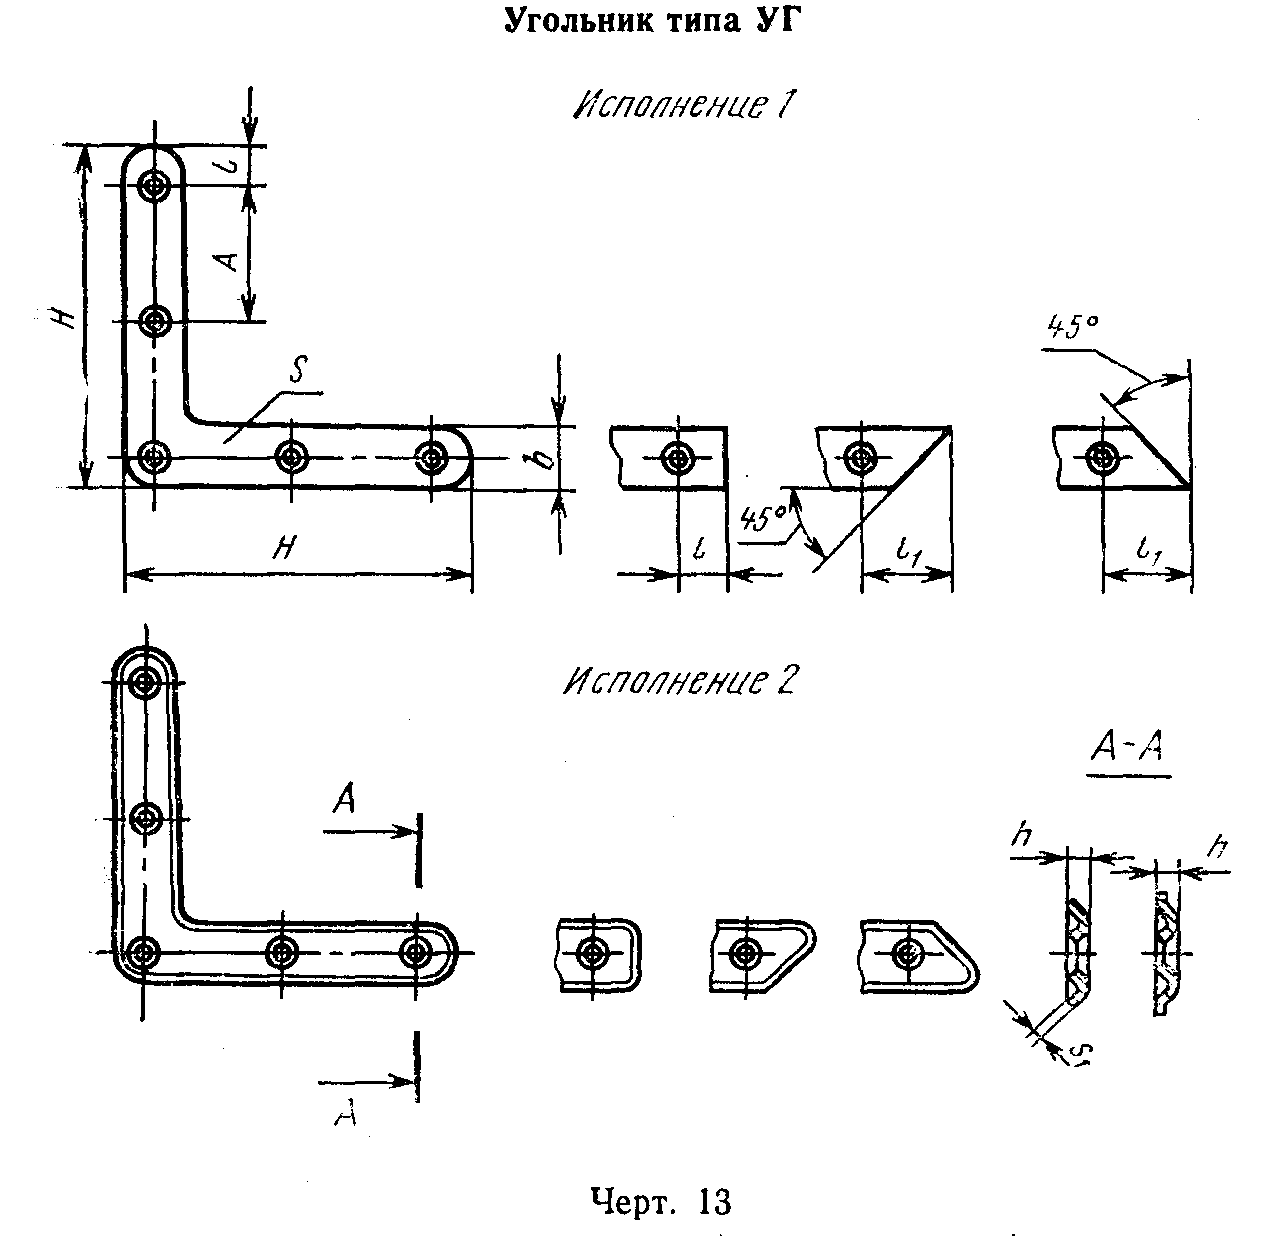 Угольник типа УГ
Исполнение 1
l
A
H
S
b
H
l
45°
l₁
45°
l₁
Исполнение 2
A
A
A-A
h
h
S₁
Черт. 13